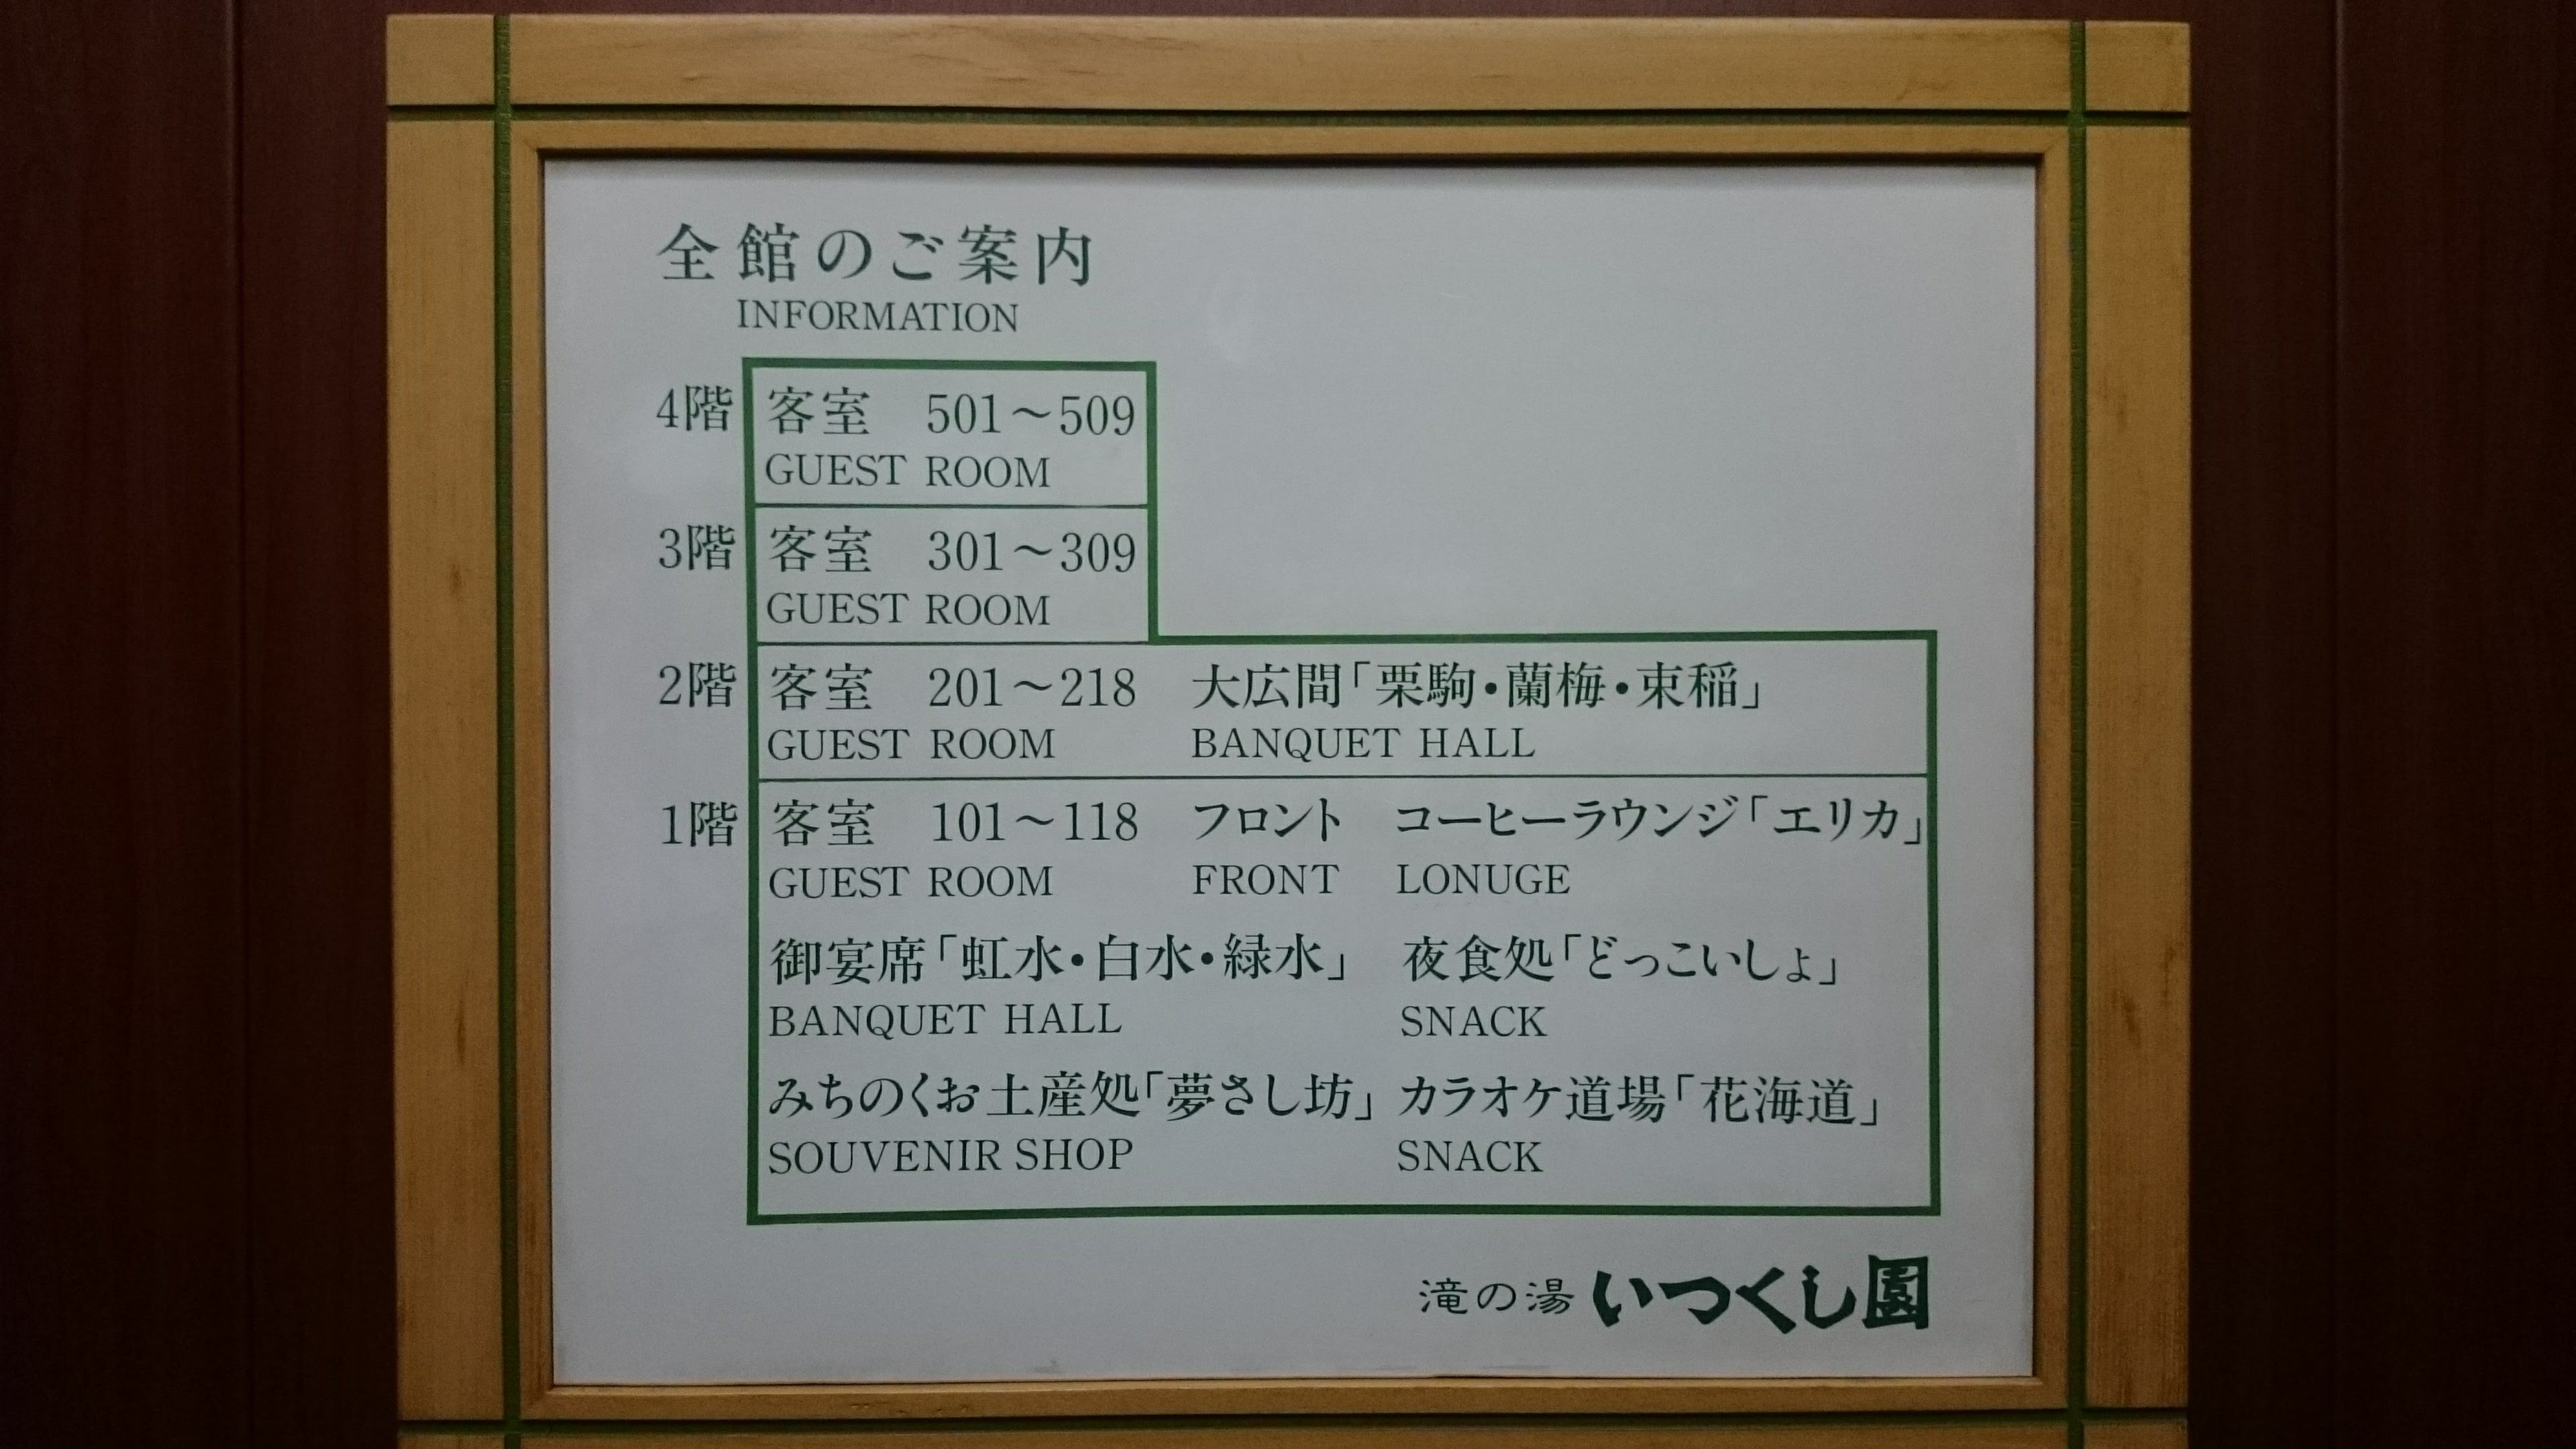 全館のご案内
INFORMATION
4階 客室 501～509
GUEST ROOM
3階 客室 301～309
GUEST ROOM
2階 客室 201～218 大広間「栗駒・蘭梅・束稲」
GUEST ROOM BANQUET HALL
1階 客室 101～118 フロント コーヒーラウンジ「エリカ」
GUEST ROOM FRONT LONUGE
御宴席「虹水・白水・緑水」 夜食処「どっこいしょ」
BANQUET HALL SNACK
みちのくお土産処「夢さし坊」 カラオケ道場「花海道」
SOUVENIR SHOP SNACK
滝の湯 いつくし園